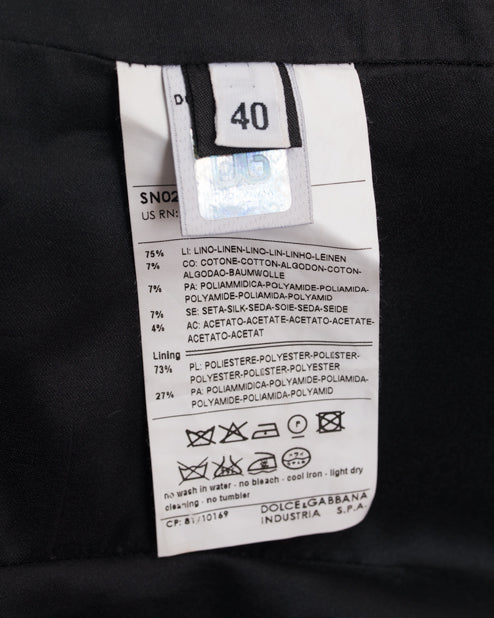 40
DG
SN02
US RN:
75% LI: LINO-LINEN-LINO-LIN-LINHO-LEINEN
7% CO: COTONE-COTTON-ALGODON-COTON-
ALGODAO-BAUMWOLLE
7% PA: POLIAMMIDICA-POLYAMIDE-POLIAMIDA-
POLYAMIDE-POLIAMIDA-POLYAMID
7% SE: SETA-SILK-SEDA-SOIE-SEDA-SEIDE
4% AC: ACETATO-ACETATE-ACETATO-ACETATE-
ACETATO-ACETAT
Lining
73% PL: POLIESTERE-POLYESTER-POLIESTER-
POLYESTER-POLIESTER-POLYESTER
27% PA: POLIAMMIDICA-POLYAMIDE-POLIAMIDA-
POLYAMIDE-POLIAMIDA-POLYAMID
P
no wash in water - no bleach - cool iron - light dry
cleaning - no tumbler
DOLCE&GABBANA
CP: 81/10169 INDUSTRIA S.P.A.